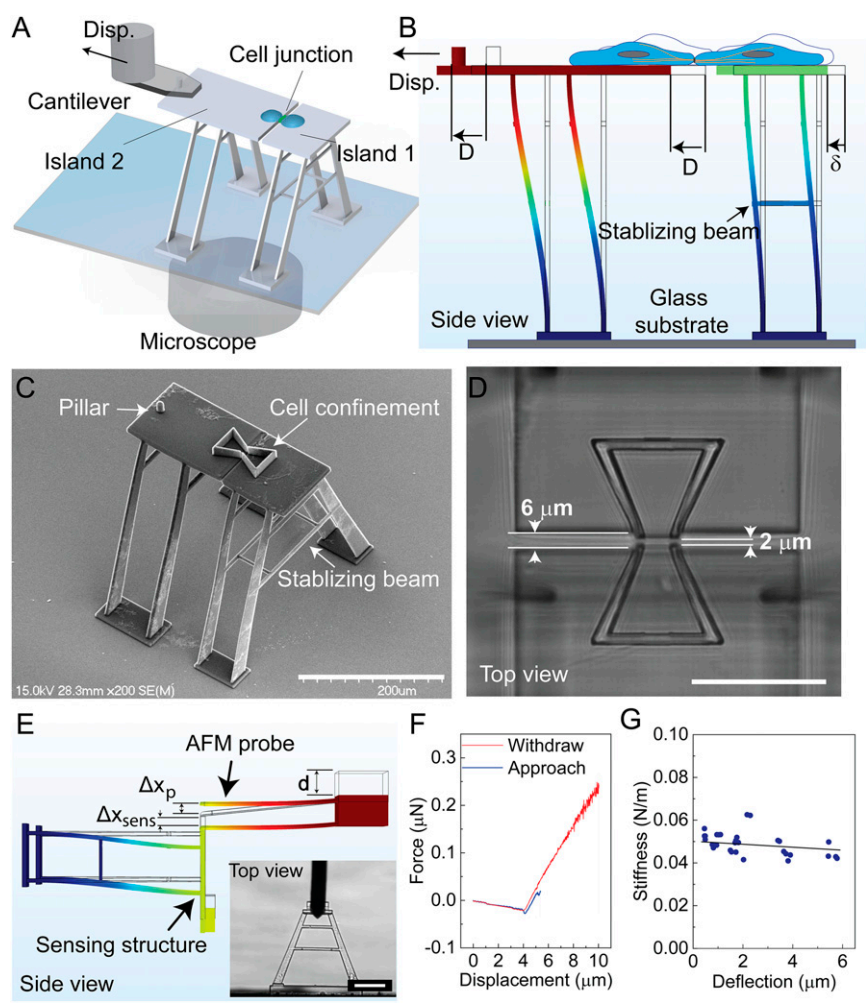 A
Disp.
Cell junction
Cantilever
Island 2
Island 1
Microscope
B
Disp.
D
D
δ
Stablizing beam
Glass
substrate
Side view
C
Pillar
Cell confinement
Stablizing beam
15.0kV 28.3mm x200 SE(M)
200um
D
6 μm
2 μm
Top view
E
AFM probe
Δxp
Δxsens
d
Top view
Sensing structure
Side view
F
Withdraw
Approach
Force (μN)
0.3
0.2
0.1
0.0
-0.1
0 2 4 6 8 10
Displacement (μm)
G
Stiffness (N/m)
0.10
0.08
0.06
0.04
0.02
0.00
0 2 4 6
Deflection (μm)